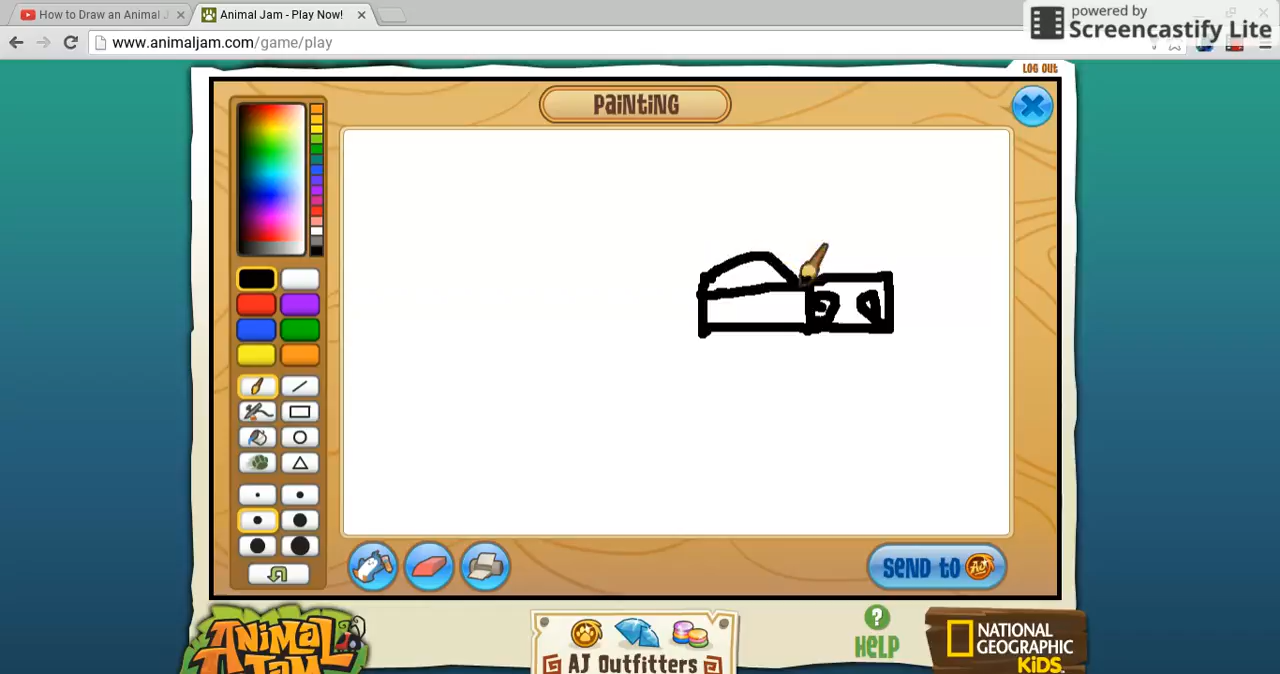 How to Draw an Animal
Animal Jam - Play Now!
powered by
Screencastify Lite
www.animaljam.com/game/play
LOG OUT
PAINTING
SEND TO AJ
ANIMAL
JAM
AJ Outfitters
HELP
NATIONAL
GEOGRAPHIC
KiDS